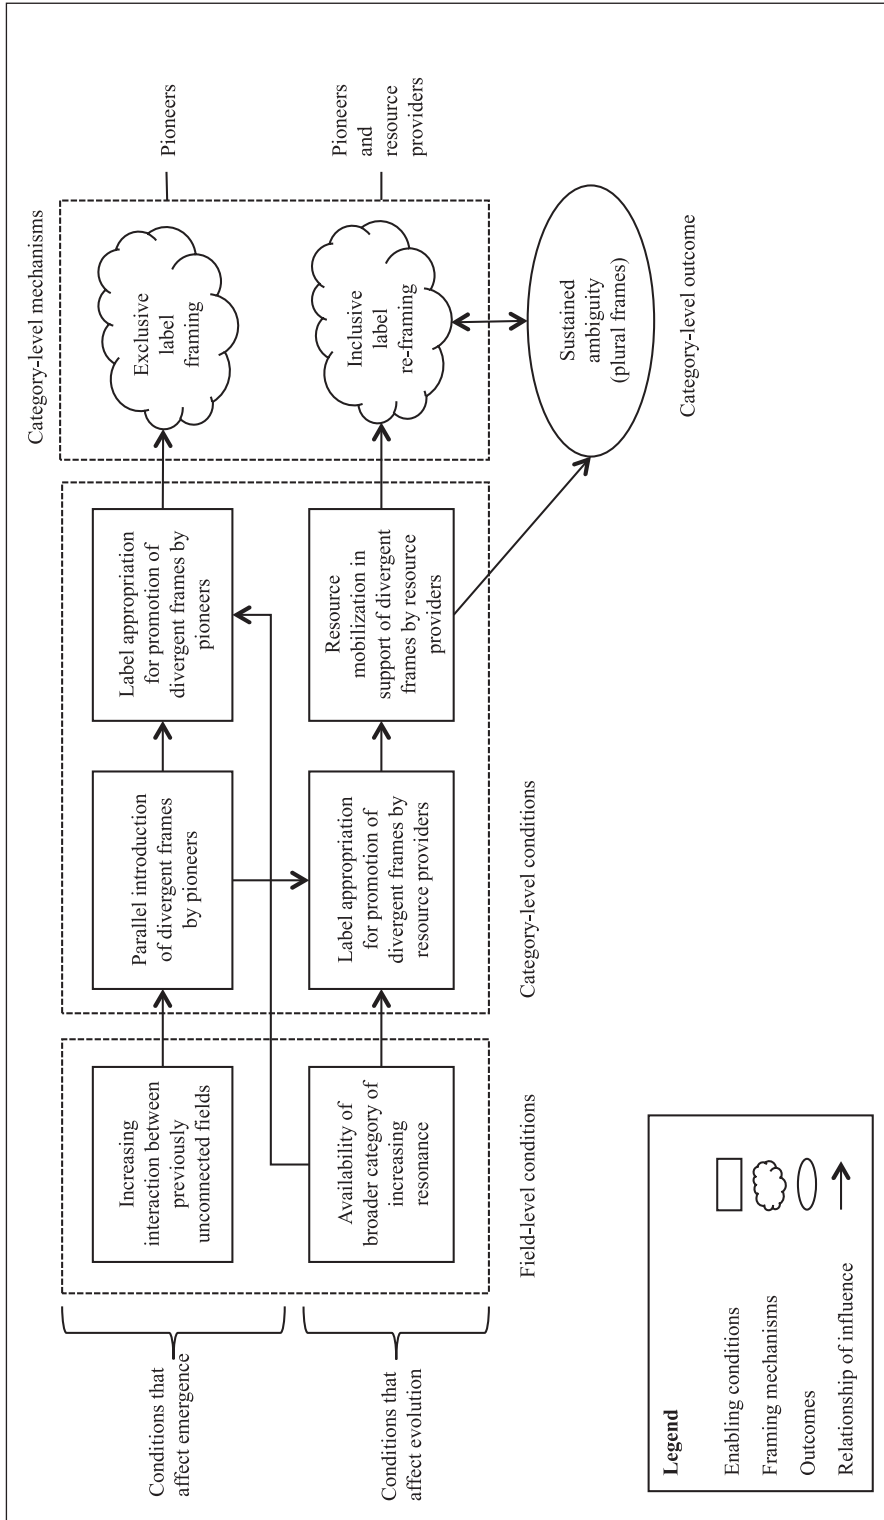 Category-level mechanisms
Conditions that
affect emergence
Increasing
interaction between
previously
unconnected fields
Parallel introduction
of divergent frames
by pioneers
Label appropriation
for promotion of
divergent frames by
pioneers
Exclusive
label
framing
Pioneers
Conditions that
affect evolution
Availability of
broader category of
increasing
resonance
Label appropriation
for promotion of
divergent frames by
resource providers
Resource
mobilization in
support of divergent
frames by resource
providers
Inclusive
label
re-framing
Pioneers
and
resource
providers
Field-level conditions
Category-level conditions
Sustained
ambiguity
(plural frames)
Category-level outcome
Legend
Enabling conditions
Framing mechanisms
Outcomes
Relationship of influence